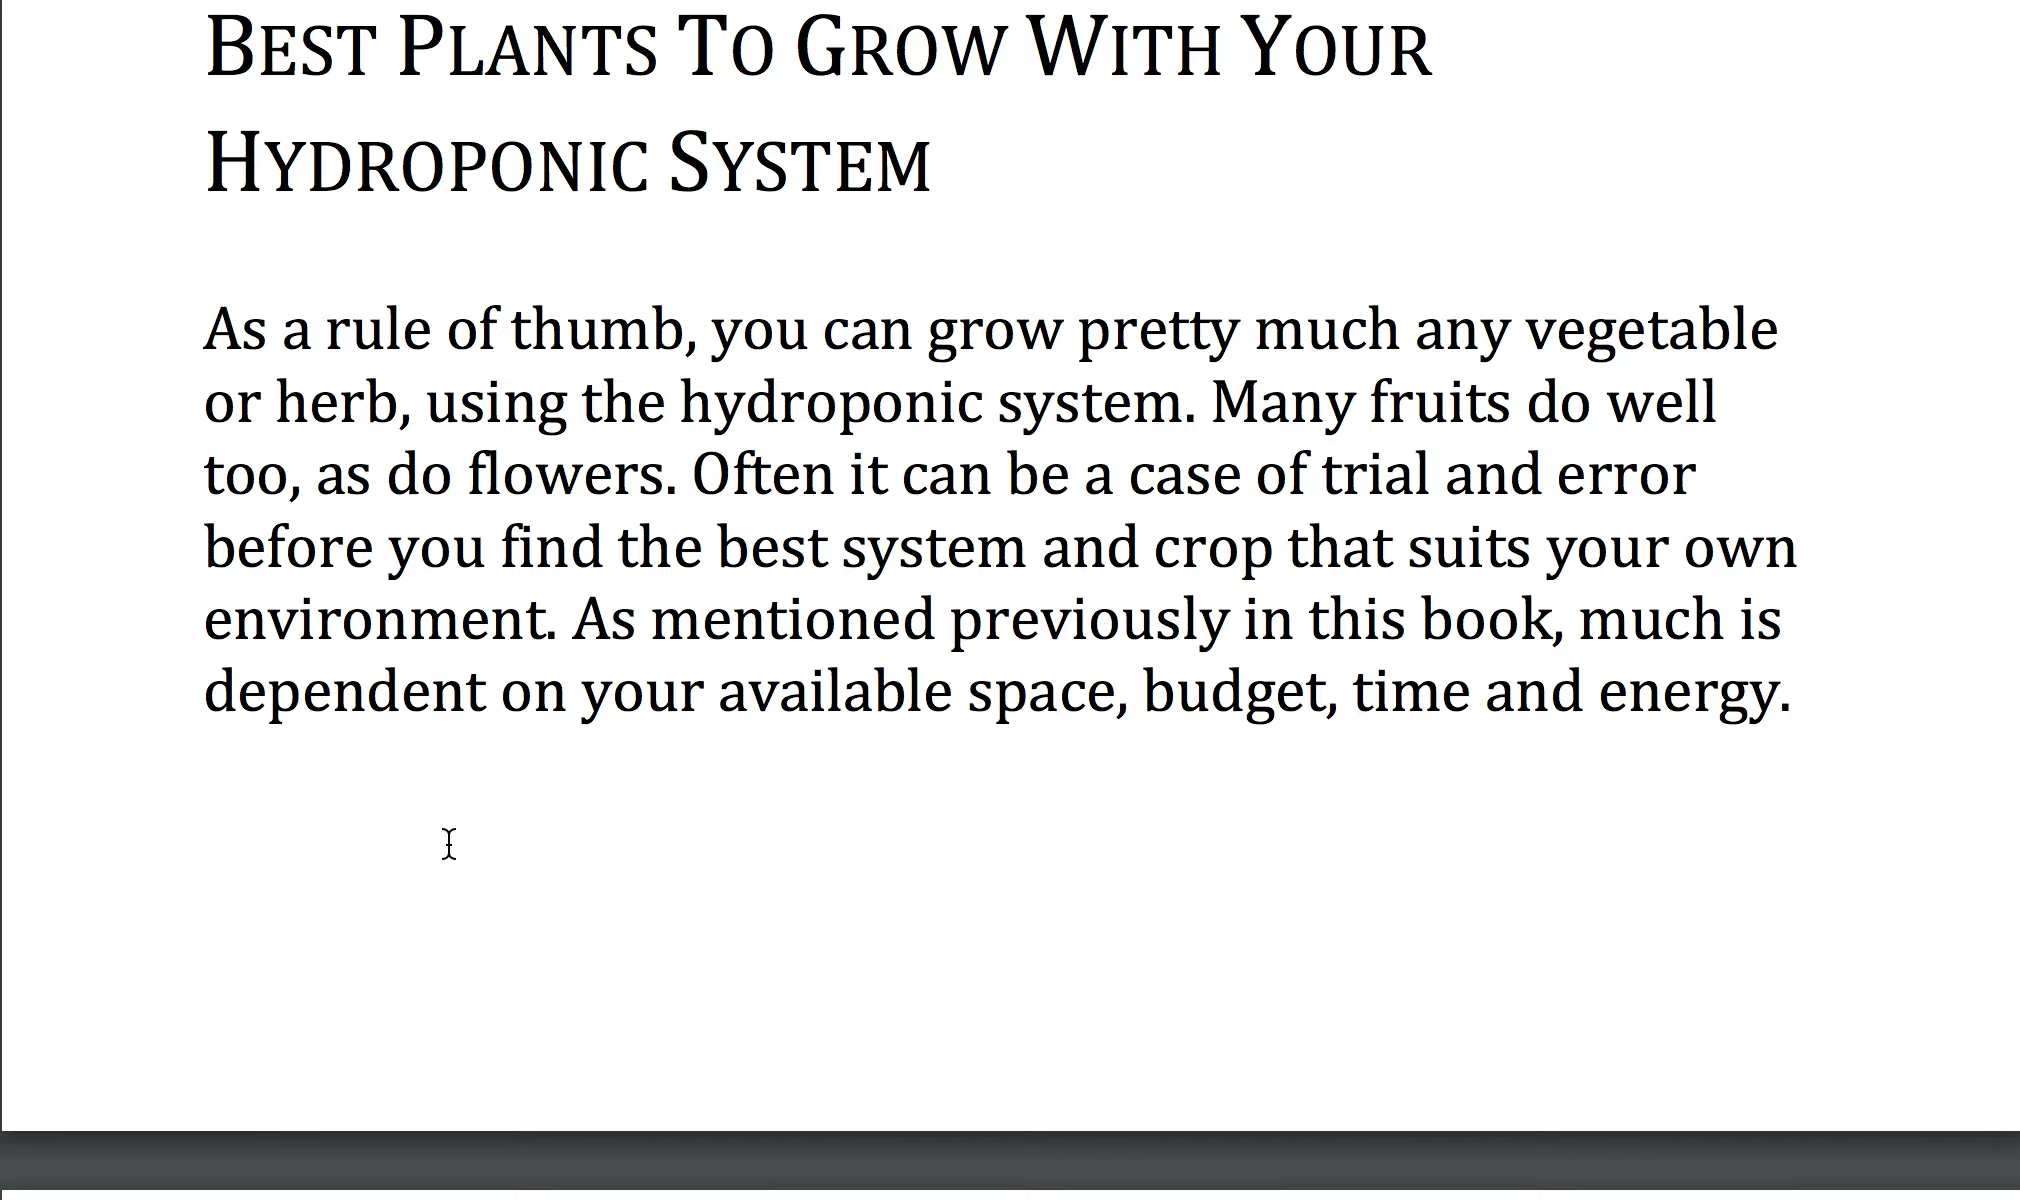 Best Plants To Grow With Your
Hydroponic System
As a rule of thumb, you can grow pretty much any vegetable
or herb, using the hydroponic system. Many fruits do well
too, as do flowers. Often it can be a case of trial and error
before you find the best system and crop that suits your own
environment. As mentioned previously in this book, much is
dependent on your available space, budget, time and energy.